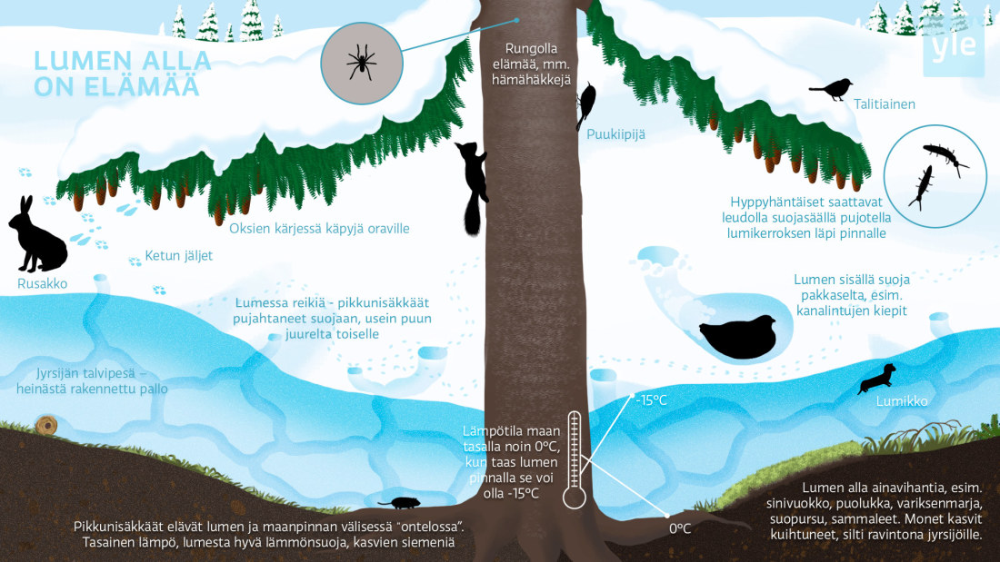 LUMEN ALLA
ON ELÄMÄÄ
yle
Rungolla
elämää, mm.
hämähäkkejä
Talitiainen
Puukiipijä
Hyppyhäntäiset saattavat
leudolla suojasäällä pujotella
lumikerroksen läpi pinnalle
Oksien kärjessä käpyjä oraville
Ketun jäljet
Rusakko
Lumessa reikiä - pikkunisäkkäät
pujahtaneet suojaan, usein puun
juurelta toiselle
Lumen sisällä suoja
pakkaselta, esim.
kanalintujen kiepit
Jyrsijän talvipesä –
heinästä rakennettu pallo
-15°C
Lumikko
Lämpötila maan
tasalla noin 0°C,
kun taas lumen
pinnalla se voi
olla -15°C
0°C
Pikkunisäkkäät elävät lumen ja maanpinnan välisessä "ontelossa".
Tasainen lämpö, lumesta hyvä lämmönsuoja, kasvien siemeniä
Lumen alla ainavihantia, esim.
sinivuokko, puolukka, variksenmarja,
suopursu, sammaleet. Monet kasvit
kuihtuneet, silti ravintona jyrsijöille.